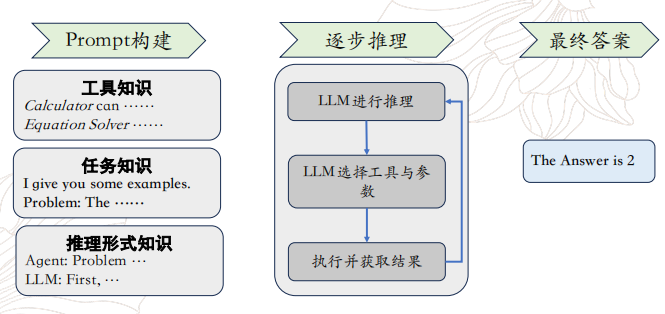 Prompt构建
工具知识
Calculator can ……
Equation Solver ……
任务知识
I give you some examples.
Problem: The ……
推理形式知识
Agent: Problem …
LLM: First, …
逐步推理
LLM进行推理
LLM选择工具与参
数
执行并获取结果
最终答案
The Answer is 2